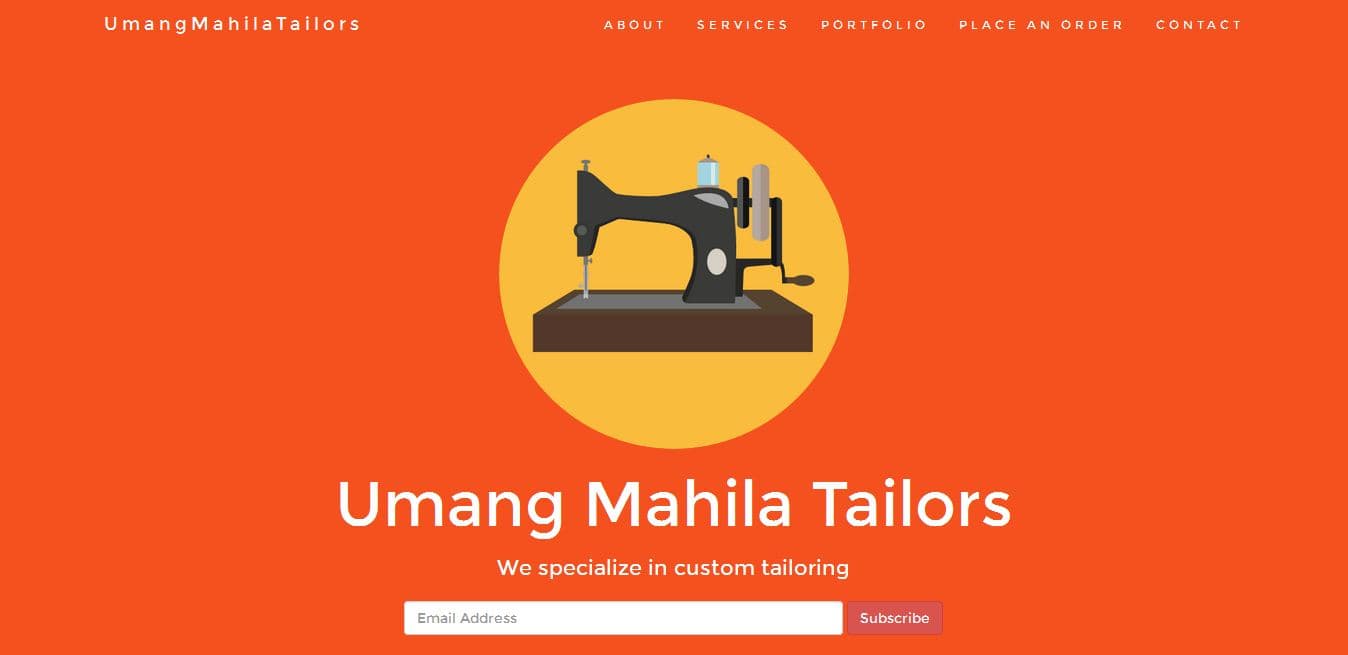 UmangMahilaTailors
ABOUT SERVICES PORTFOLIO PLACE AN ORDER CONTACT
Umang Mahila Tailors
We specialize in custom tailoring
Email Address Subscribe